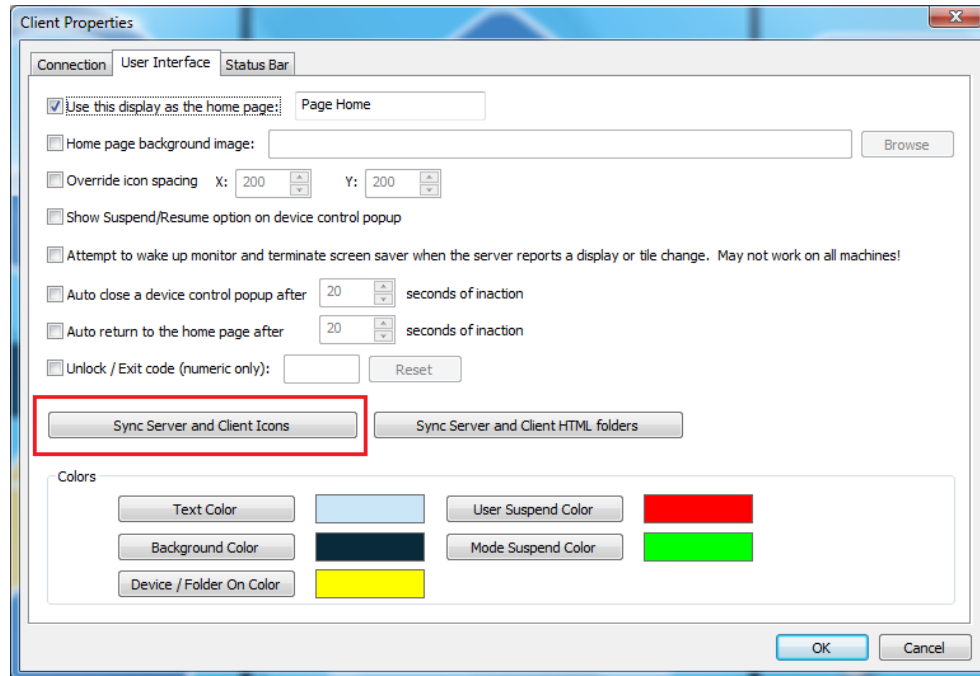 Client Properties
Connection User Interface Status Bar
Use this display as the home page: Page Home
Home page background image: Browse
Override icon spacing X: 200 Y: 200
Show Suspend/Resume option on device control popup
Attempt to wake up monitor and terminate screen saver when the server reports a display or tile change. May not work on all machines!
Auto close a device control popup after 20 seconds of inaction
Auto return to the home page after 20 seconds of inaction
Unlock / Exit code (numeric only): Reset
Sync Server and Client Icons Sync Server and Client HTML folders
Colors
Text Color User Suspend Color
Background Color Mode Suspend Color
Device / Folder On Color
OK Cancel